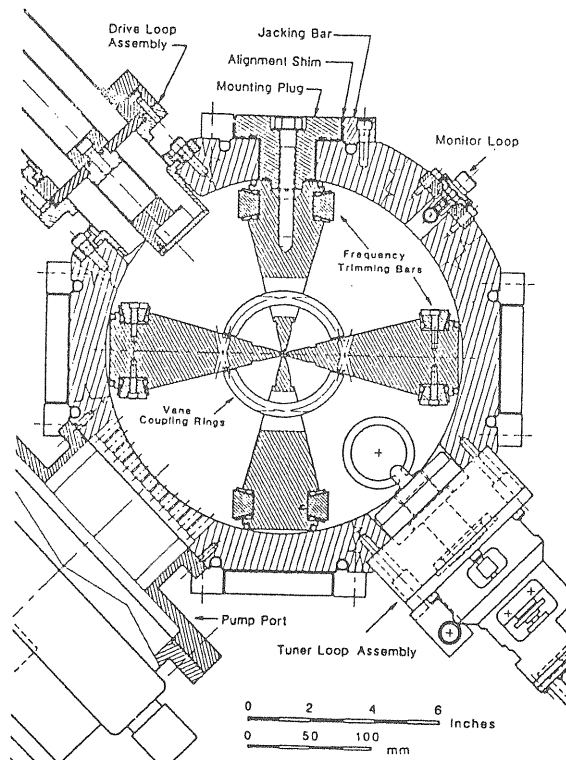 Drive Loop
Assembly
Jacking Bar
Alignment Shim
Mounting Plug
Monitor Loop
Frequency
Trimming Bars
Vane
Coupling Rings
Pump Port
Tuner Loop Assembly
0 2 4 6
Inches
0 50 100
mm